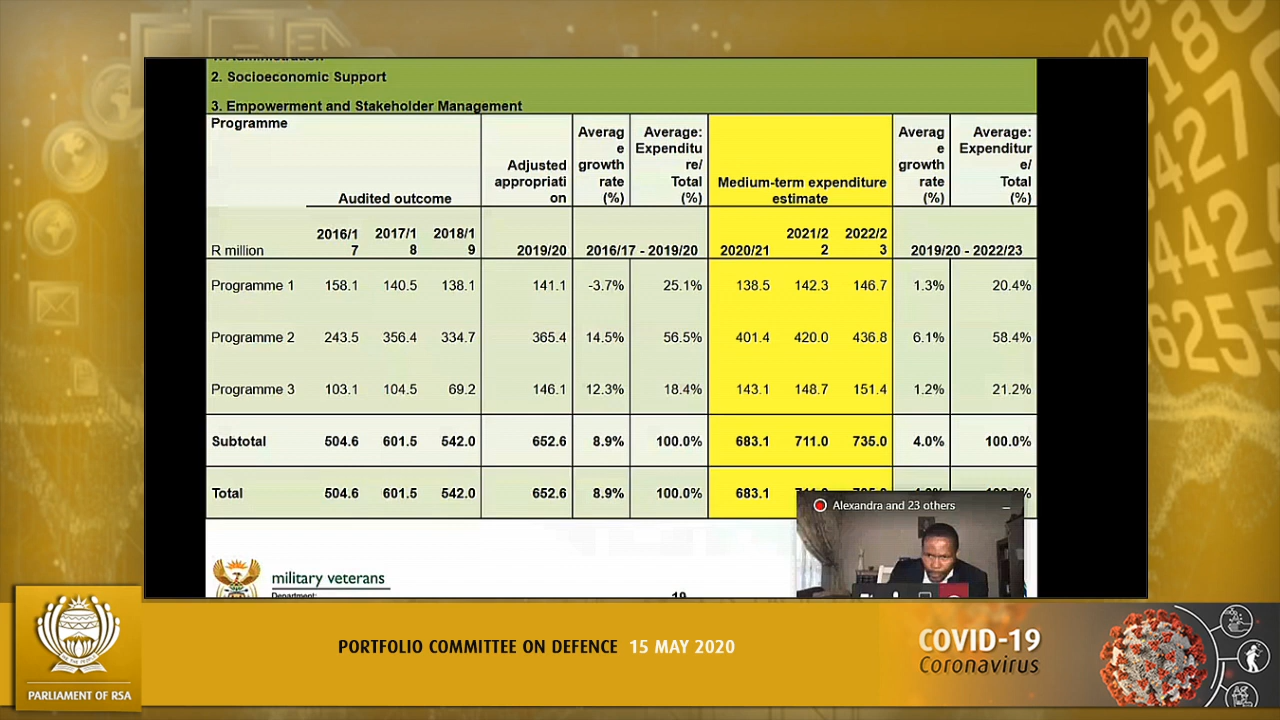 1. Administration
2. Socioeconomic Support
3. Empowerment and Stakeholder Management
Programme
Audited outcome
Adjusted
appropriati
on
Averag
e
growth
rate
(%)
Average:
Expenditu
re/
Total
(%)
Medium-term expenditure
estimate
Averag
e
growth
rate
(%)
Average:
Expenditur
e/
Total
(%)
R million 2016/1
7 2017/1
8 2018/1
9 2019/20 2016/17 - 2019/20 2020/21 2021/2
2 2022/2
3 2019/20 - 2022/23
Programme 1 158.1 140.5 138.1 141.1 -3.7% 25.1% 138.5 142.3 146.7 1.3% 20.4%
Programme 2 243.5 356.4 334.7 365.4 14.5% 56.5% 401.4 420.0 436.8 6.1% 58.4%
Programme 3 103.1 104.5 69.2 146.1 12.3% 18.4% 143.1 148.7 151.4 1.2% 21.2%
Subtotal 504.6 601.5 542.0 652.6 8.9% 100.0% 683.1 711.0 735.0 4.0% 100.0%
Total 504.6 601.5 542.0 652.6 8.9% 100.0% 683.1
Alexandra and 23 others
military veterans
Department:
19
PARLIAMENT OF RSA
PORTFOLIO COMMITTEE ON DEFENCE 15 MAY 2020
COVID-19
Coronavirus